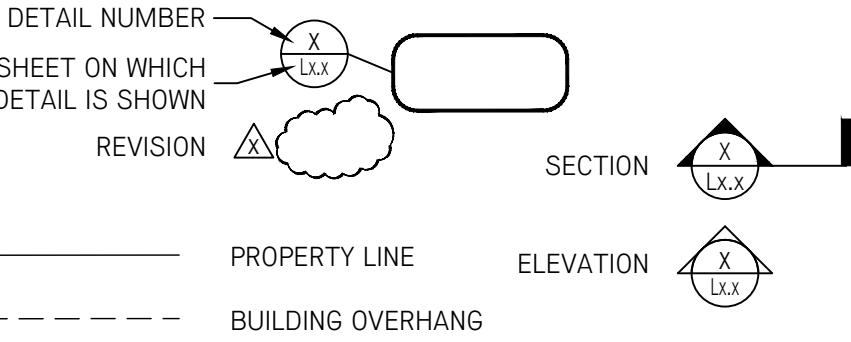 DETAIL NUMBER
X
SHEET ON WHICH
Lx.x
DETAIL IS SHOWN
REVISION
X
SECTION
X
Lx.x
PROPERTY LINE
ELEVATION
X
Lx.x
BUILDING OVERHANG